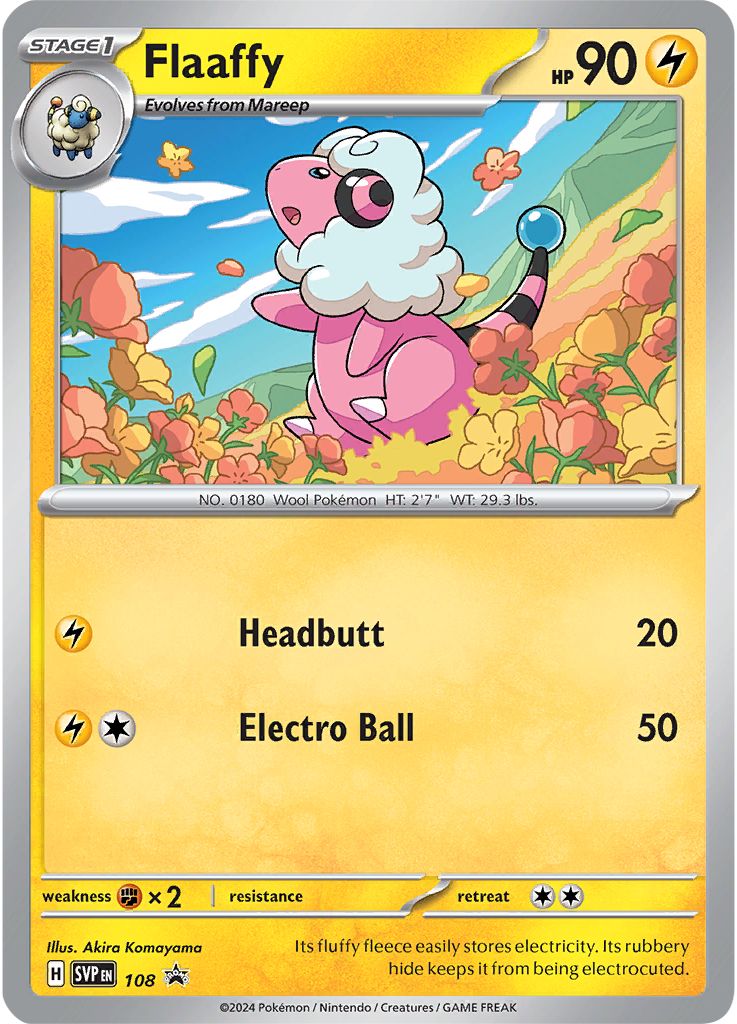 STAGE1
Flaaffy
HP 90
Evolves from Mareep
NO. 0180 Wool Pokémon HT: 2'7" WT: 29.3 lbs.
Headbutt 20
Electro Ball 50
weakness ×2 resistance retreat
Illus. Akira Komayama
Its fluffy fleece easily stores electricity. Its rubbery
hide keeps it from being electrocuted.
H SVP EN 108 PROMO
©2024 Pokémon / Nintendo / Creatures / GAME FREAK